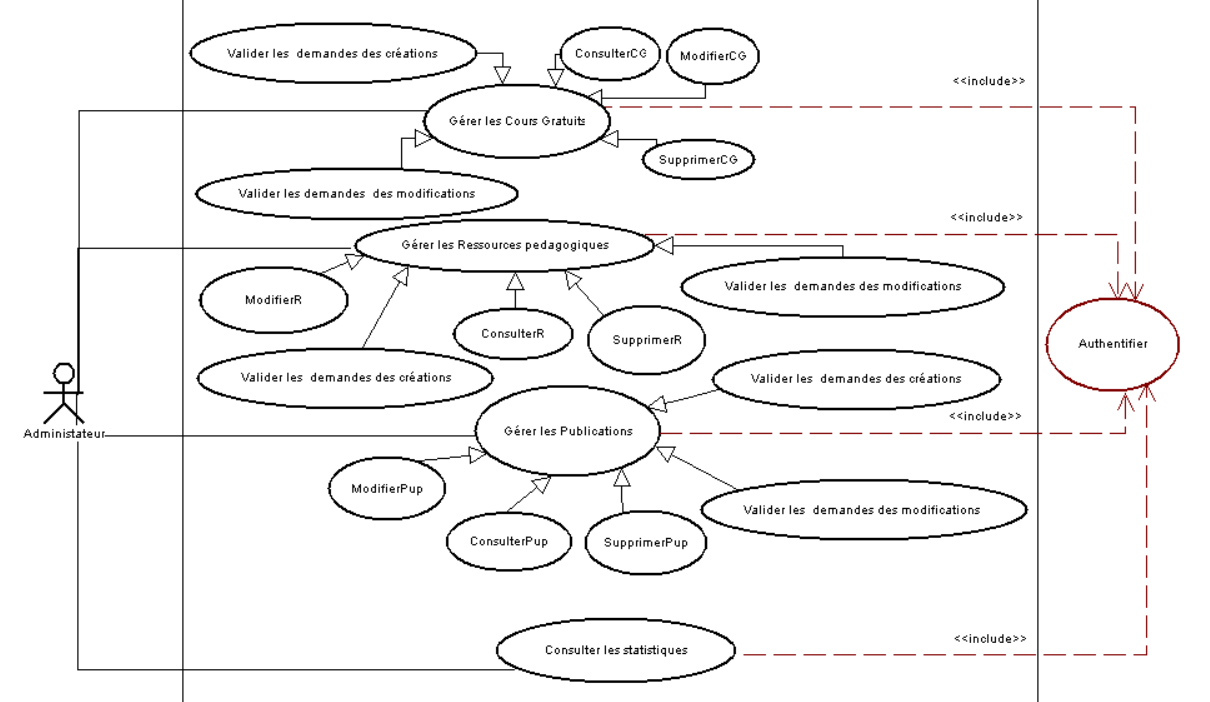 Valider les demandes des créations
ConsulterCG
ModifierCG
<<include>>
Gérer les Cours Gratuits
SupprimerCG
Valider les demandes des modifications
<<include>>
Gérer les Ressources pedagogiques
Valider les demandes des modifications
ModifierR
ConsulterR
SupprimerR
Authentifier
Valider les demandes des créations
Valider les demandes des créations
<<include>>
Administateur
Gérer les Publications
ModifierPup
Valider les demandes des modifications
ConsulterPup
SupprimerPup
<<include>>
Consulter les statistiques